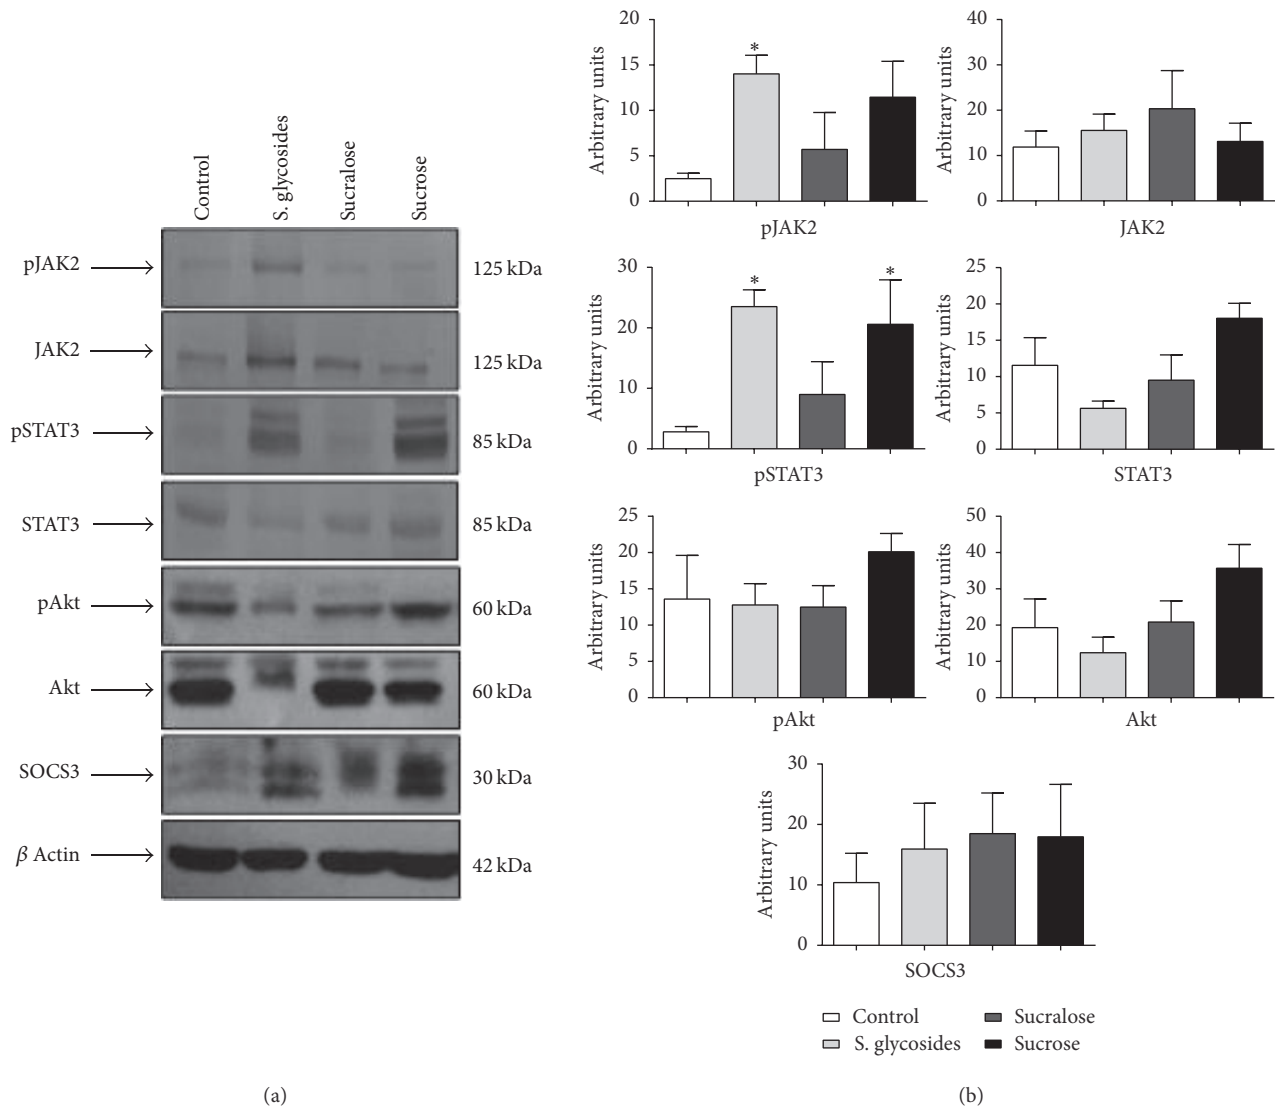 Control
S. glycosides
Sucralose
Sucrose
pJAK2
125 kDa
JAK2
125 kDa
pSTAT3
85 kDa
STAT3
85 kDa
pAkt
60 kDa
Akt
60 kDa
SOCS3
30 kDa
β Actin
42 kDa
(a)
20
15
10
5
0
Arbitrary units
*
pJAK2
40
30
20
10
0
Arbitrary units
JAK2
30
20
10
0
Arbitrary units
*
*
pSTAT3
25
20
15
10
5
0
Arbitrary units
STAT3
25
20
15
10
5
0
Arbitrary units
pAkt
50
40
30
20
10
0
Arbitrary units
Akt
30
20
10
0
Arbitrary units
SOCS3
Control
S. glycosides
Sucralose
Sucrose
(b)